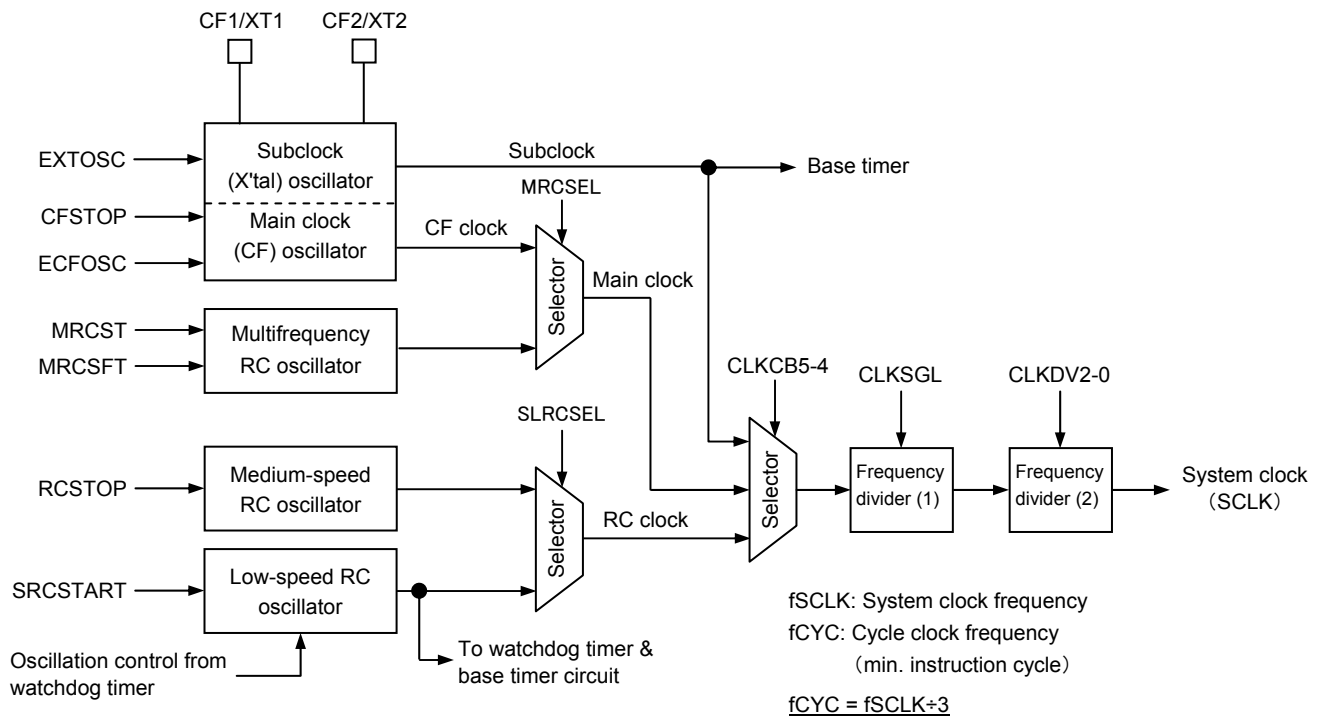 CF1/XT1
CF2/XT2
EXTOSC
CFSTOP
ECFOSC
Subclock
(X'tal) oscillator
Main clock
(CF) oscillator
Subclock
Base timer
MRCSEL
CF clock
Selector
Main clock
MRCST
MRCSFT
Multifrequency
RC oscillator
CLKCB5-4
CLKSGL
CLKDV2-0
SLRCSEL
RCSTOP
Medium-speed
RC oscillator
Selector
RC clock
Selector
Frequency
divider (1)
Frequency
divider (2)
System clock
(SCLK)
SRCSTART
Low-speed RC
oscillator
Oscillation control from
watchdog timer
To watchdog timer &
base timer circuit
fSCLK: System clock frequency
fCYC: Cycle clock frequency
(min. instruction cycle)
fCYC = fSCLK÷3